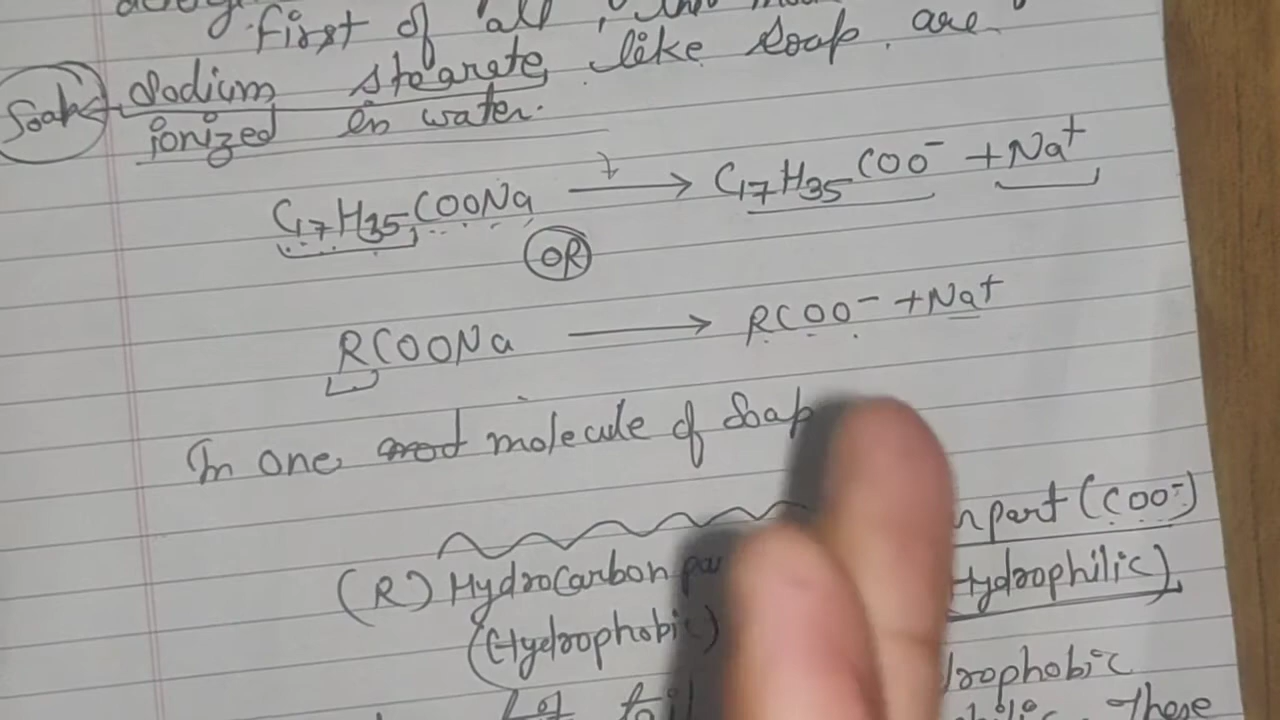 First of all,
Soap Sodium stearate, like soap. are
ionized in water.
C17H35COONa → C17H35COO⁻ + Na⁺
OR
RCOONa → RCOO⁻ + Na⁺
In one molecule of Soap
part (COO⁻)
(R) Hydrocarbon
Hydrophilic)
(Hydrophobic)
These